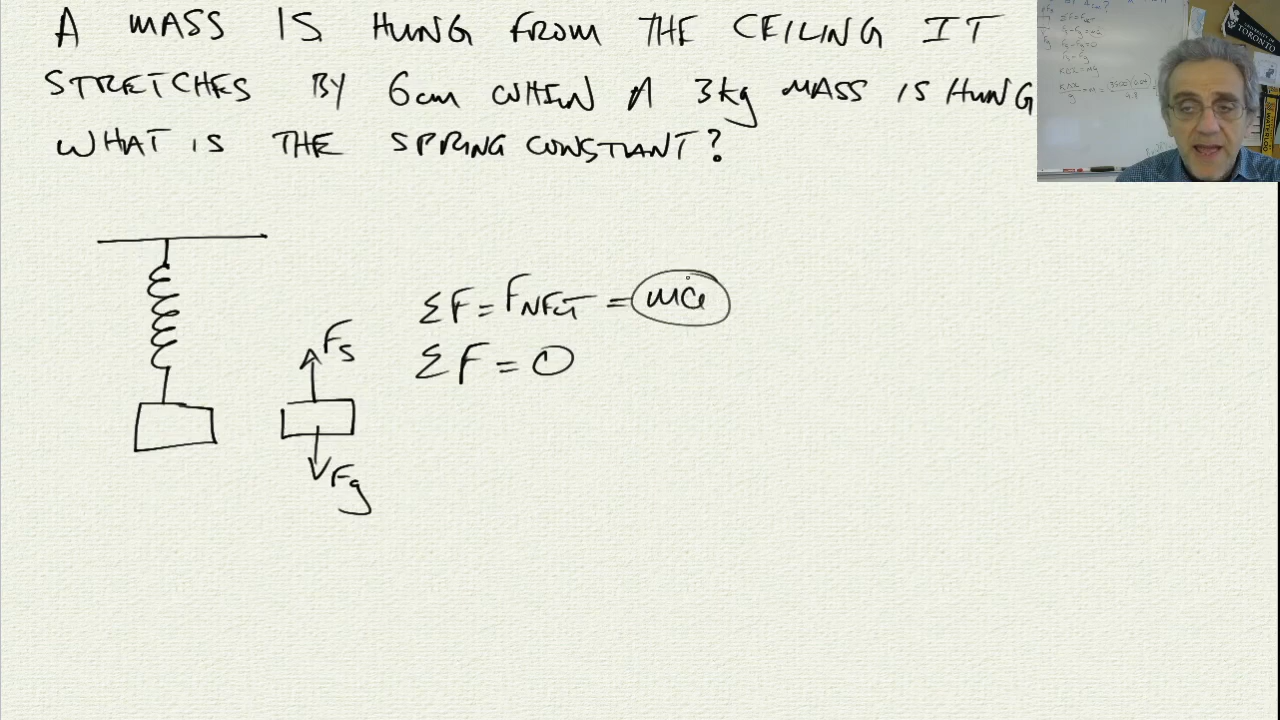 A MASS IS HUNG FROM THE CEILING IT
STRETCHES BY 6cm WHEN A 3kg MASS IS HUNG
WHAT IS THE SPRING CONSTANT?
ΣF = FNET = ma
ΣF = 0
Fs
Fg
TORONTO